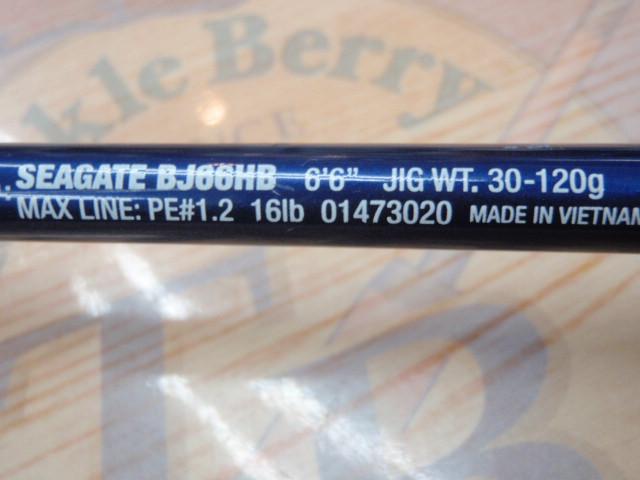 kle Berry
SEAGATE BJ66HB 6'6" JIG WT. 30-120g
MAX LINE: PE#1.2 16lb 01473020 MADE IN VIETNAM
TB